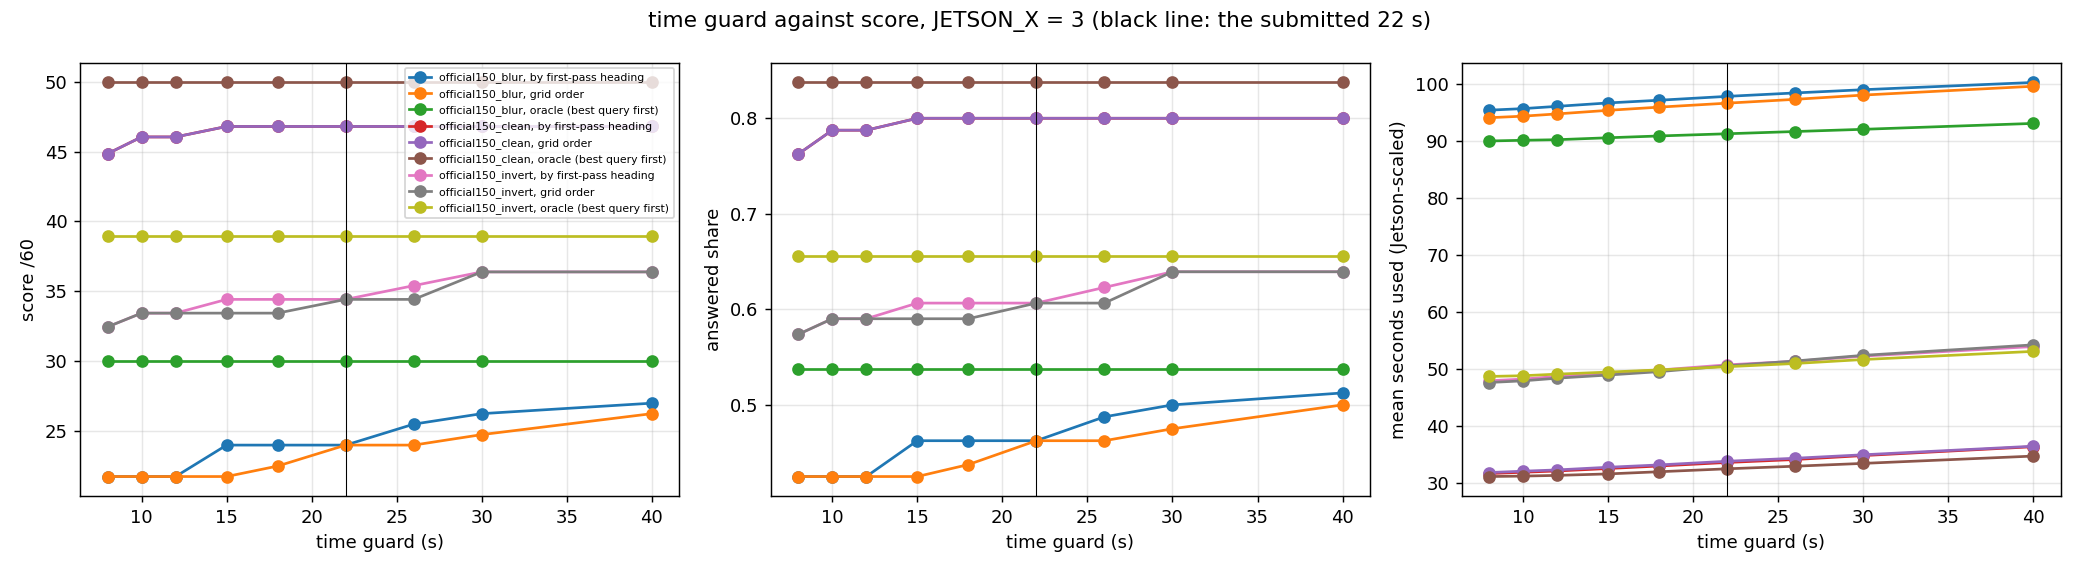 time guard against score, JETSON_X = 3 (black line: the submitted 22 s)
score /60
50
45
40
35
30
25
10
15
20
25
30
35
40
time guard (s)
official150_blur, by first-pass heading
official150_blur, grid order
official150_blur, oracle (best query first)
official150_clean, by first-pass heading
official150_clean, grid order
official150_clean, oracle (best query first)
official150_invert, by first-pass heading
official150_invert, grid order
official150_invert, oracle (best query first)
answered share
0.8
0.7
0.6
0.5
10
15
20
25
30
35
40
time guard (s)
mean seconds used (Jetson-scaled)
100
90
80
70
60
50
40
30
10
15
20
25
30
35
40
time guard (s)